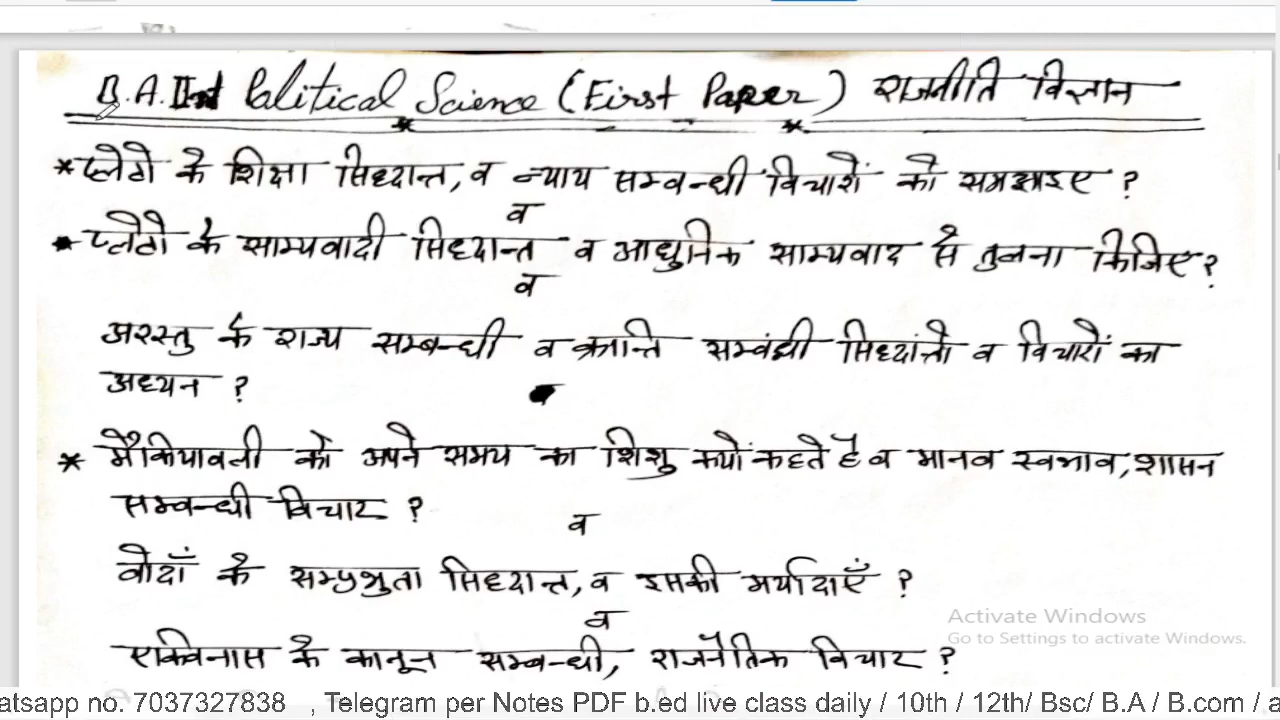 B.A. IInd Political Science (First Paper) राजनीति विज्ञान
* प्लेटो के शिक्षा सिध्दान्त, व न्याय सम्बन्धी विचारों को समझाइए ?
व
* प्लेटो के साम्यवादी सिध्दान्त व आधुनिक साम्यवाद से तुलना किजिए ?
व
अरस्तु के राज्य सम्बन्धी व क्रान्ति सम्बंधी सिध्दांतो व विचारों का
अध्यन ?
* मैकियावली को अपने समय का शिशु क्यों कहते है व मानव स्वभाव, शासन
सम्बन्धी विचार ?
व
वोदाँ के सम्प्रभुता सिध्दान्त, व इसकी मर्यादाएँ ?
व
एक्विनास के कानून सम्बन्धी, राजनैतिक विचार ?
Activate Windows
Go to Settings to activate Windows.
atsapp no. 7037327838 , Telegram per Notes PDF b.ed live class daily / 10th / 12th/ Bsc/ B.A / B.com / a